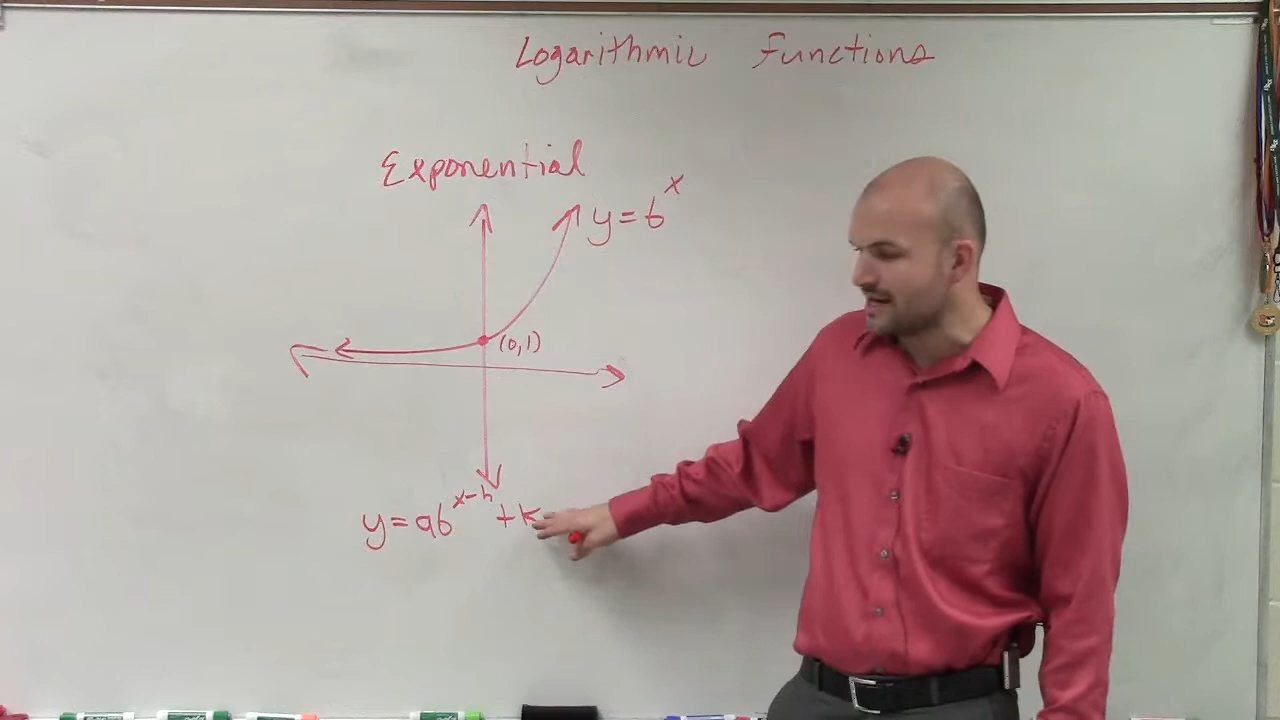 Logarithmic Functions
Exponential
y=b^x
(0,1)
y=ab^{x-h}+k